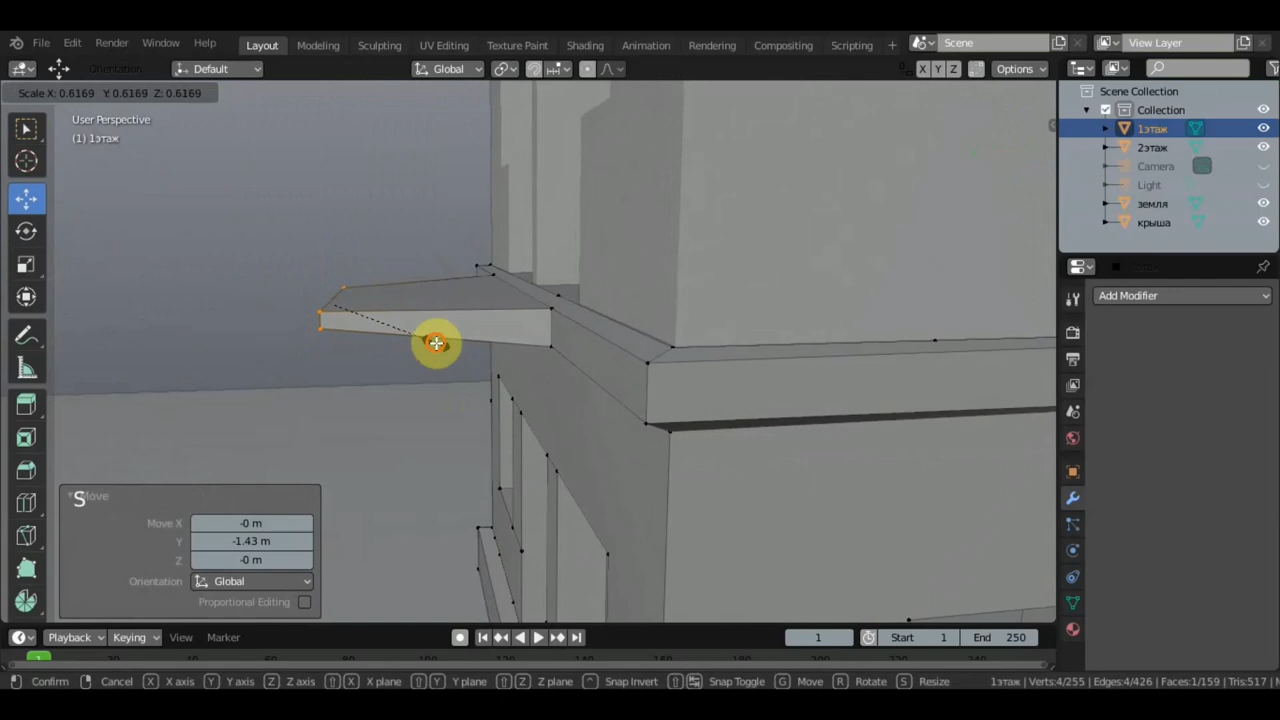 File Edit Render Window Help Layout Modeling Sculpting UV Editing Texture Paint Shading Animation Rendering Compositing Scripting + Scene View Layer
Orientation Default Global X Y Z Options
Scale X: 0.6169 Y: 0.6169 Z: 0.6169
User Perspective
(1) 1этаж
Scene Collection
Collection
1этаж
2этаж
Camera
Light
земля
крыша
Add Modifier
S
Move
Move X -0 m
Y -1.43 m
Z -0 m
Orientation Global
Proportional Editing
Playback Keying View Marker 1 Start 1 End 250
1
Confirm Cancel X X axis Y Y axis Z Z axis X X plane Y Y plane Z Z plane Snap Invert Snap Toggle G Move R Rotate S Resize 1этаж | Verts:4/255 | Edges:4/426 | Faces:1/159 | Tris:517 | M